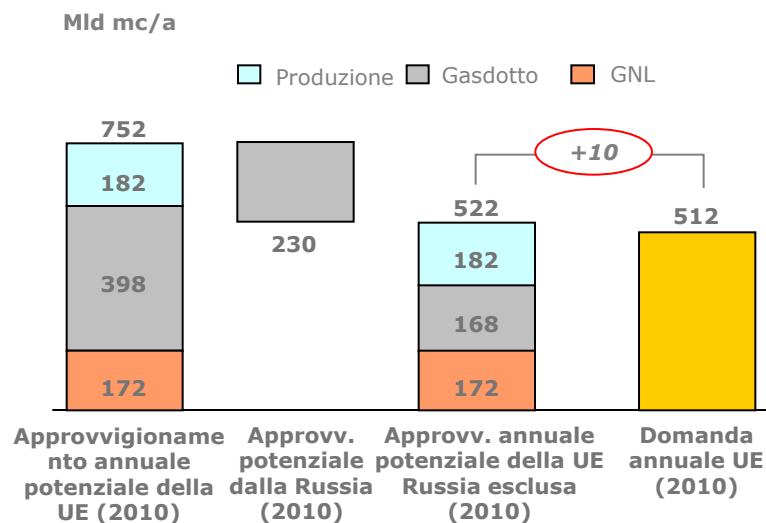 Mld mc/a
Produzione Gasdotto GNL
752
182
398
172
230
+10
522
182
168
172
512
Approvvigioname
nto annuale
potenziale della
UE (2010)
Approvv.
potenziale
dalla Russia
(2010)
Approvv. annuale
potenziale della UE
Russia esclusa
(2010)
Domanda
annuale UE
(2010)